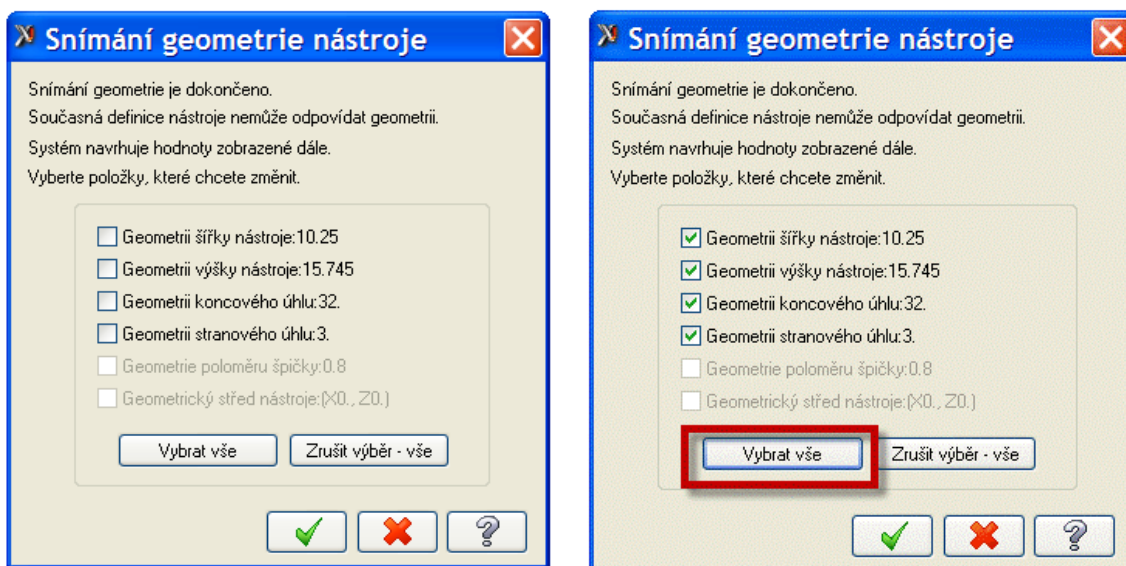 Snímání geometrie nástroje
Snímání geometrie je dokončeno.
Současná definice nástroje nemůže odpovídat geometrii.
Systém navrhuje hodnoty zobrazené dále.
Vyberte položky, které chcete změnit.
Geometrii šířky nástroje:10.25
Geometrii výšky nástroje:15.745
Geometrii koncového úhlu:32.
Geometrii stranového úhlu:3.
Geometrie poloměru špičky:0.8
Geometrický střed nástroje:(X0., Z0.)
Vybrat vše
Zrušit výběr - vše
Snímání geometrie nástroje
Snímání geometrie je dokončeno.
Současná definice nástroje nemůže odpovídat geometrii.
Systém navrhuje hodnoty zobrazené dále.
Vyberte položky, které chcete změnit.
Geometrii šířky nástroje:10.25
Geometrii výšky nástroje:15.745
Geometrii koncového úhlu:32.
Geometrii stranového úhlu:3.
Geometrie poloměru špičky:0.8
Geometrický střed nástroje:(X0., Z0.)
Vybrat vše
Zrušit výběr - vše